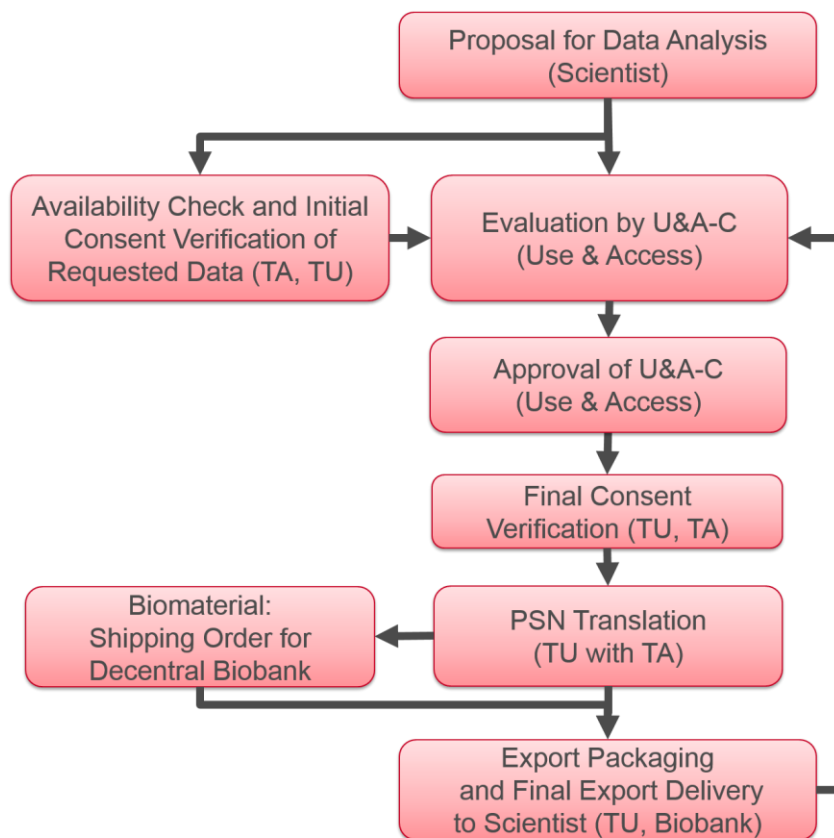 Proposal for Data Analysis
(Scientist)
Availability Check and Initial
Consent Verification of
Requested Data (TA, TU)
Evaluation by U&A-C
(Use & Access)
Approval of U&A-C
(Use & Access)
Final Consent
Verification (TU, TA)
Biomaterial:
Shipping Order for
Decentral Biobank
PSN Translation
(TU with TA)
Export Packaging
and Final Export Delivery
to Scientist (TU, Biobank)